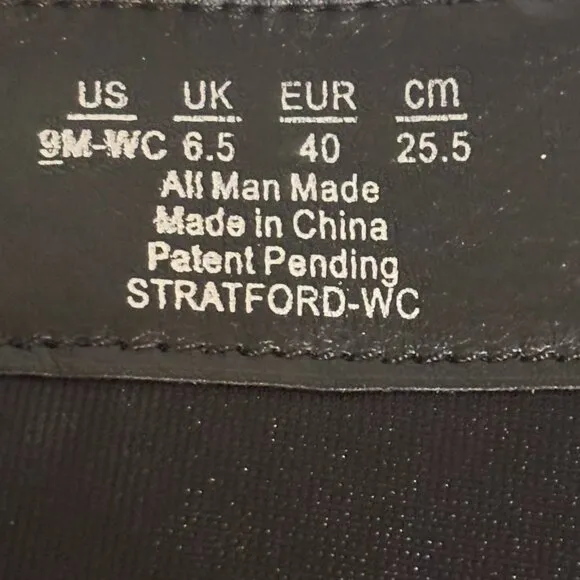 US UK EUR cm
9M-WC 6.5 40 25.5
All Man Made
Made in China
Patent Pending
STRATFORD-WC